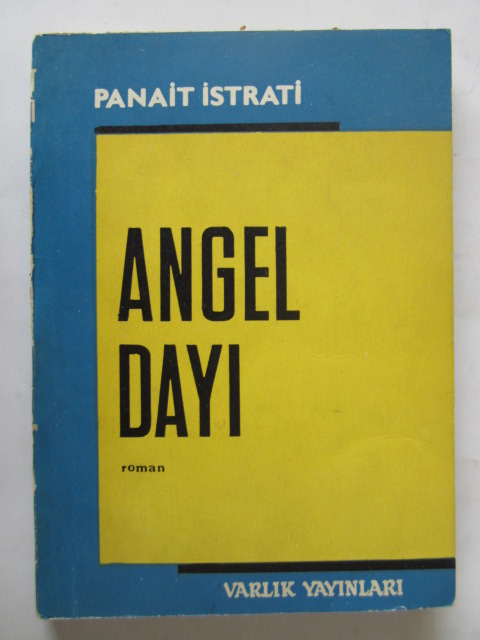 PANAİT İSTRATİ
ANGEL
DAYI
roman
VARLIK YAYINLARI